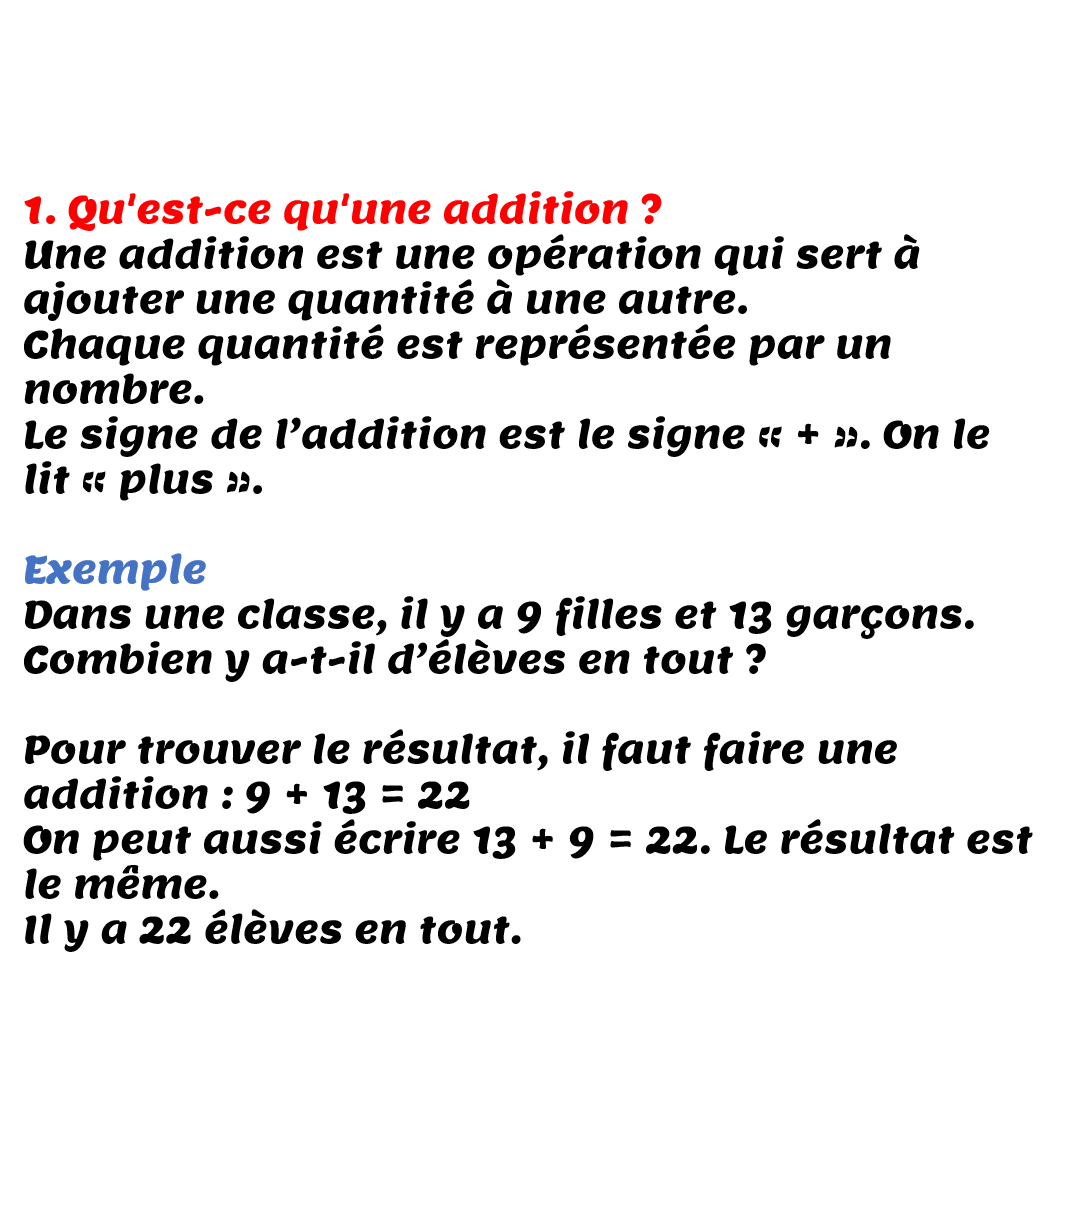 1. Qu'est-ce qu'une addition ?
Une addition est une opération qui sert à
ajouter une quantité à une autre.
Chaque quantité est représentée par un
nombre.
Le signe de l’addition est le signe « + ». On le
lit « plus ».
Exemple
Dans une classe, il y a 9 filles et 13 garçons.
Combien y a-t-il d’élèves en tout ?
Pour trouver le résultat, il faut faire une
addition : 9 + 13 = 22
On peut aussi écrire 13 + 9 = 22. Le résultat est
le même.
Il y a 22 élèves en tout.